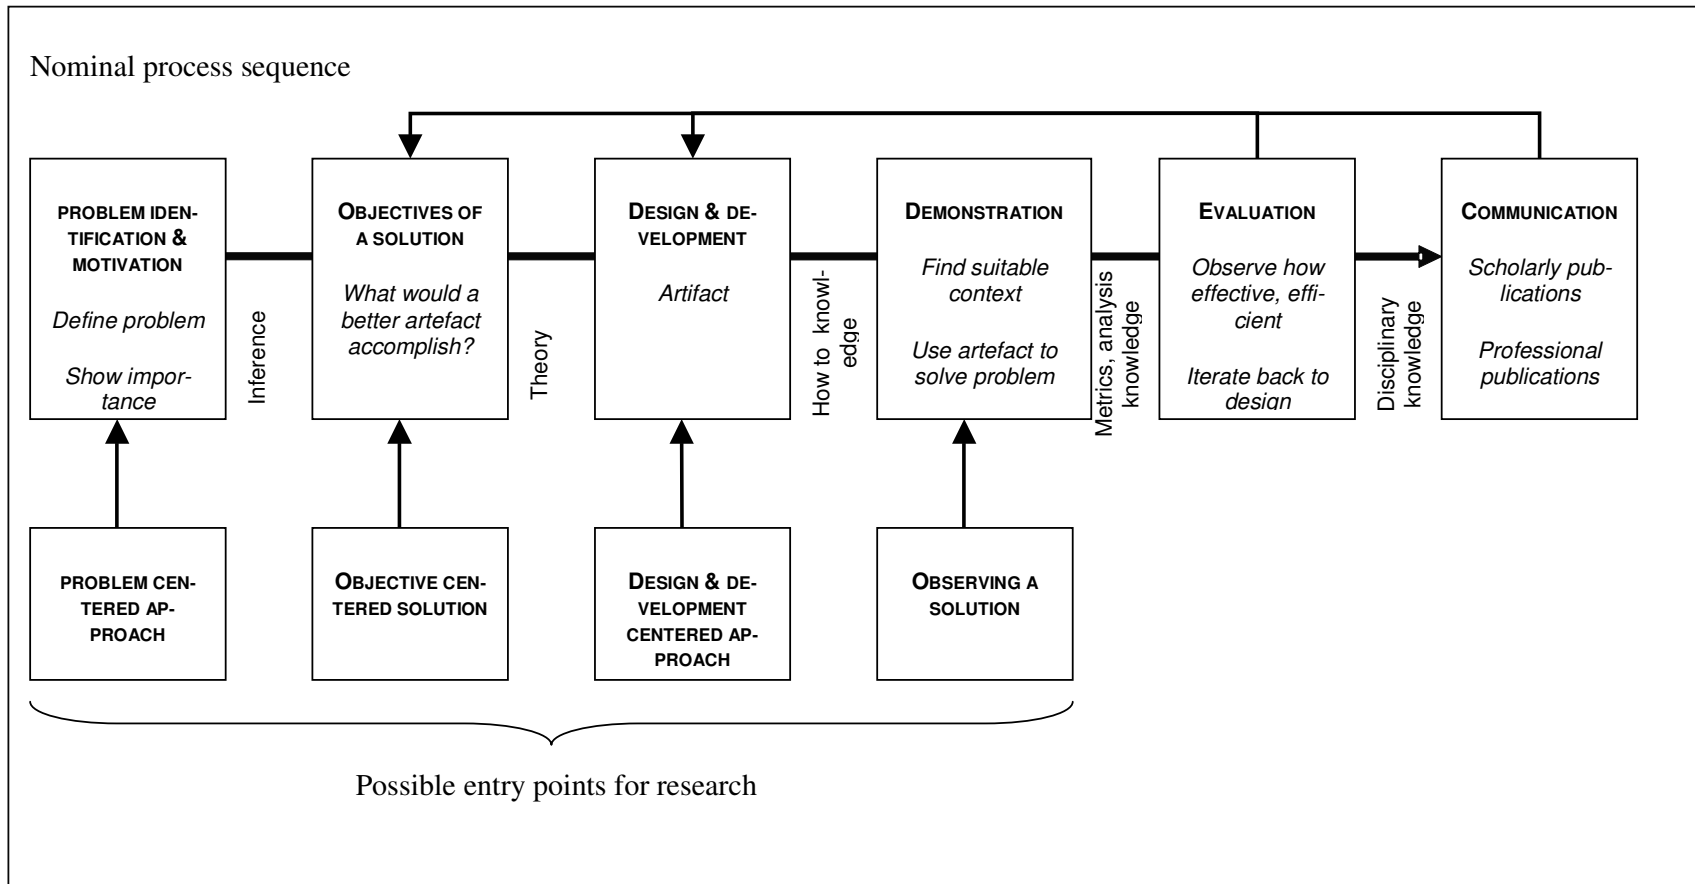 Nominal process sequence
PROBLEM IDEN-
TIFICATION &
MOTIVATION
Define problem
Show impor-
tance
Inference
OBJECTIVES OF
A SOLUTION
What would a
better artefact
accomplish?
Theory
DESIGN & DE-
VELOPMENT
Artifact
How to knowl-
edge
DEMONSTRATION
Find suitable
context
Use artefact to
solve problem
Metrics, analysis
knowledge
EVALUATION
Observe how
effective, effi-
cient
Iterate back to
design
Disciplinary
knowledge
COMMUNICATION
Scholarly pub-
lications
Professional
publications
PROBLEM CEN-
TERED AP-
PROACH
OBJECTIVE CEN-
TERED SOLUTION
DESIGN & DE-
VELOPMENT
CENTERED AP-
PROACH
OBSERVING A
SOLUTION
Possible entry points for research